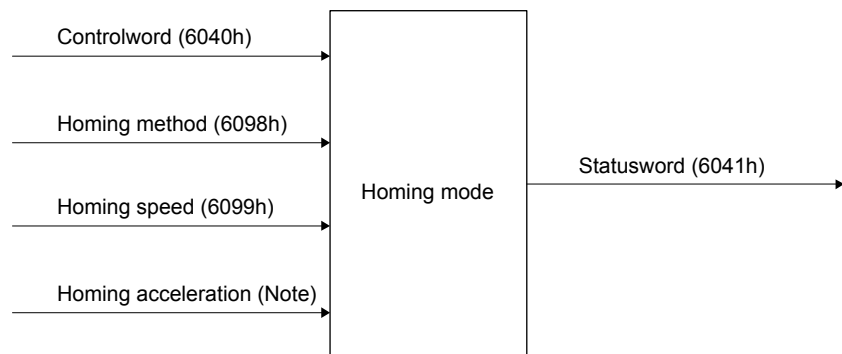 Controlword (6040h)
Homing method (6098h)
Homing speed (6099h)
Homing acceleration (Note)
Homing mode
Statusword (6041h)